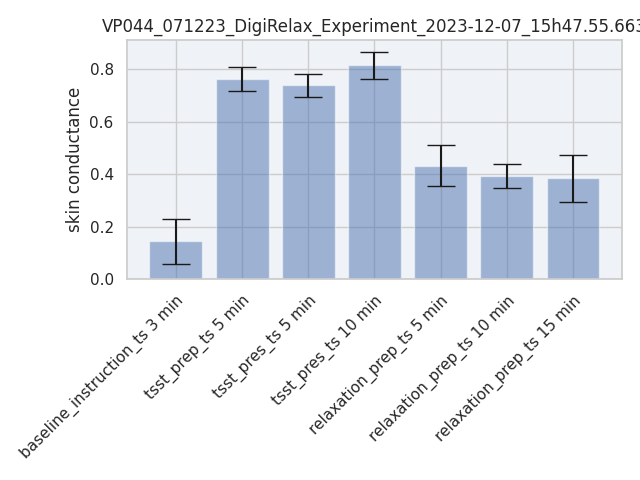 VP044_071223_DigiRelax_Experiment_2023-12-07_15h47.55.663
skin conductance
0.8
0.6
0.4
0.2
0.0
baseline_instruction_ts 3 min
tsst_prep_ts 5 min
tsst_pres_ts 5 min
tsst_pres_ts 10 min
relaxation_prep_ts 5 min
relaxation_prep_ts 10 min
relaxation_prep_ts 15 min